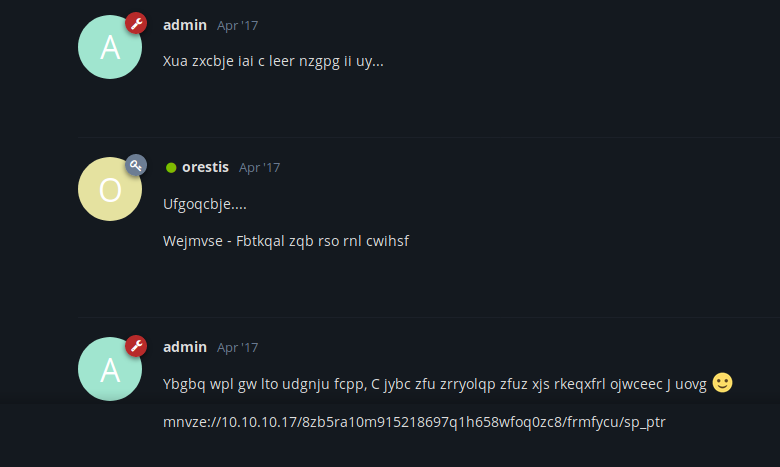 A
admin Apr '17
Xua zxcbje iai c leer nzgpg ii uy...
O
orestis Apr '17
Ufgoqcbje....
Wejmvse - Fbtkqal zqb rso rnl cwihsf
A
admin Apr '17
Ybgbq wpl gw lto udgnju fcpp, C jybc zfu zrryolqp zfuz xjs rkeqxfrl ojwceec J uovg
mnvze://10.10.10.17/8zb5ra10m915218697q1h658wfoq0zc8/frmfycu/sp_ptr